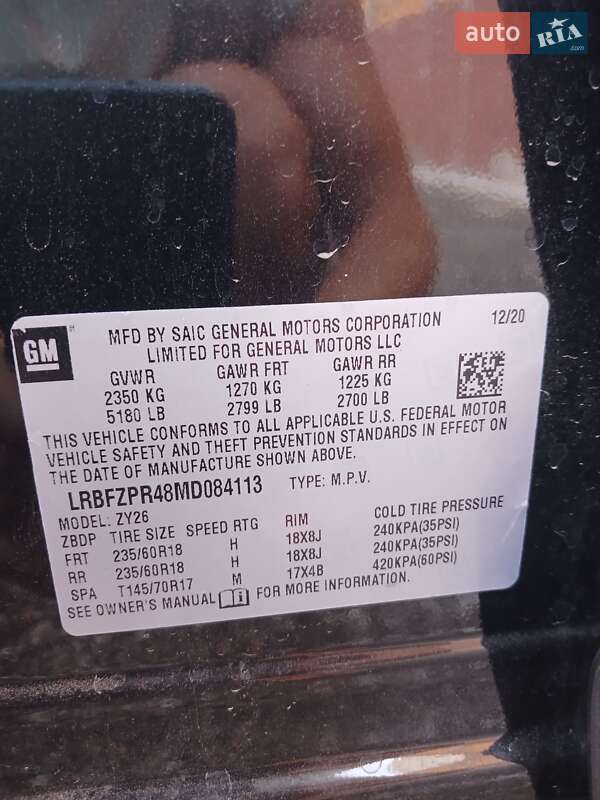 auto RIA .com
GM
MFD BY SAIC GENERAL MOTORS CORPORATION 12/20
LIMITED FOR GENERAL MOTORS LLC
GVWR GAWR FRT GAWR RR
2350 KG 1270 KG 1225 KG
5180 LB 2799 LB 2700 LB
THIS VEHICLE CONFORMS TO ALL APPLICABLE U.S. FEDERAL MOTOR
VEHICLE SAFETY AND THEFT PREVENTION STANDARDS IN EFFECT ON
THE DATE OF MANUFACTURE SHOWN ABOVE.
LRBFZPR48MD084113 TYPE: M.P.V.
MODEL: ZY26
ZBDP TIRE SIZE SPEED RTG RIM COLD TIRE PRESSURE
FRT 235/60R18 H 18X8J 240KPA(35PSI)
RR 235/60R18 H 18X8J 240KPA(35PSI)
SPA T145/70R17 M 17X4B 420KPA(60PSI)
SEE OWNER'S MANUAL FOR MORE INFORMATION.